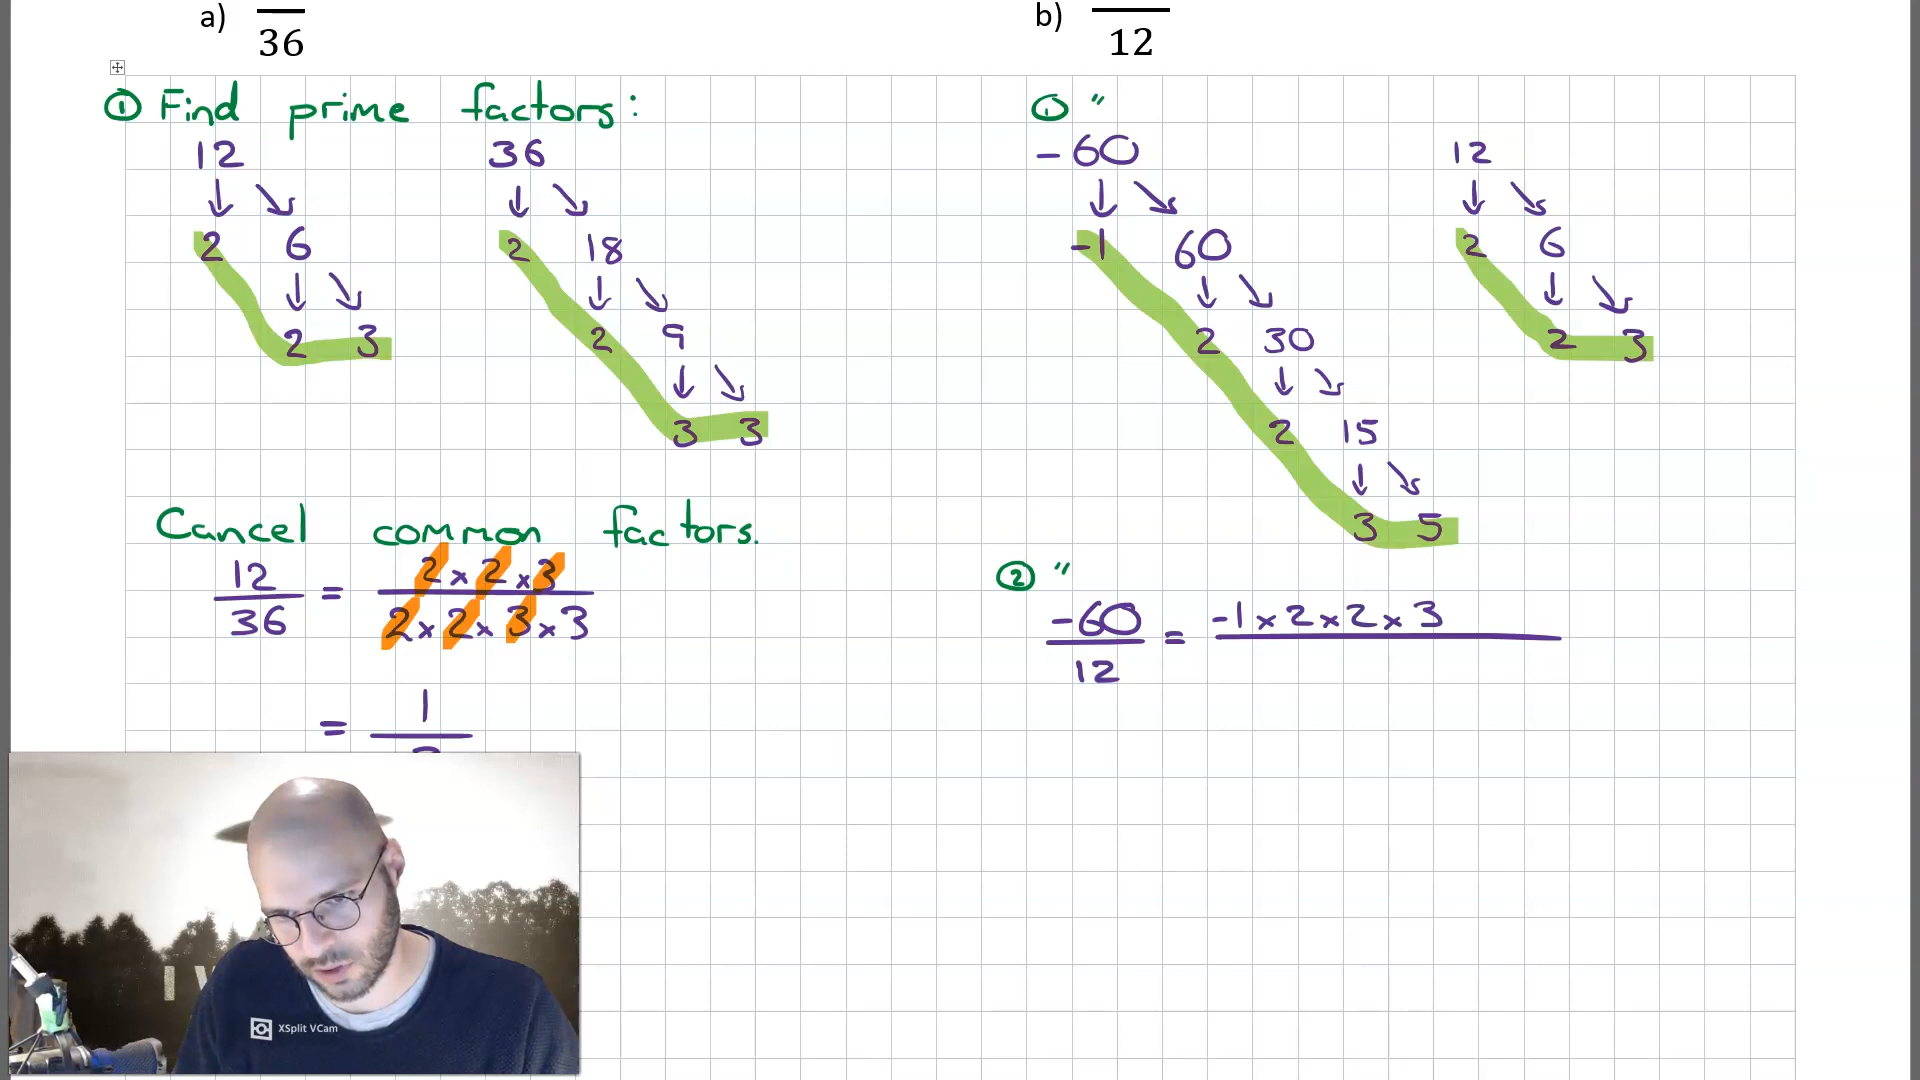 a) 36
b) 12
① Find prime factors:
12 36
2 6 2 18
2 3 2 9
3 3
Cancel common factors.
12/36 = 2 × 2 × 3 / 2 × 2 × 3 × 3
= 1
① "
-60 12
-1 60 2 6
2 30 2 3
2 15
3 5
② "
-60/12 = -1 × 2 × 2 × 3
XSplit VCam